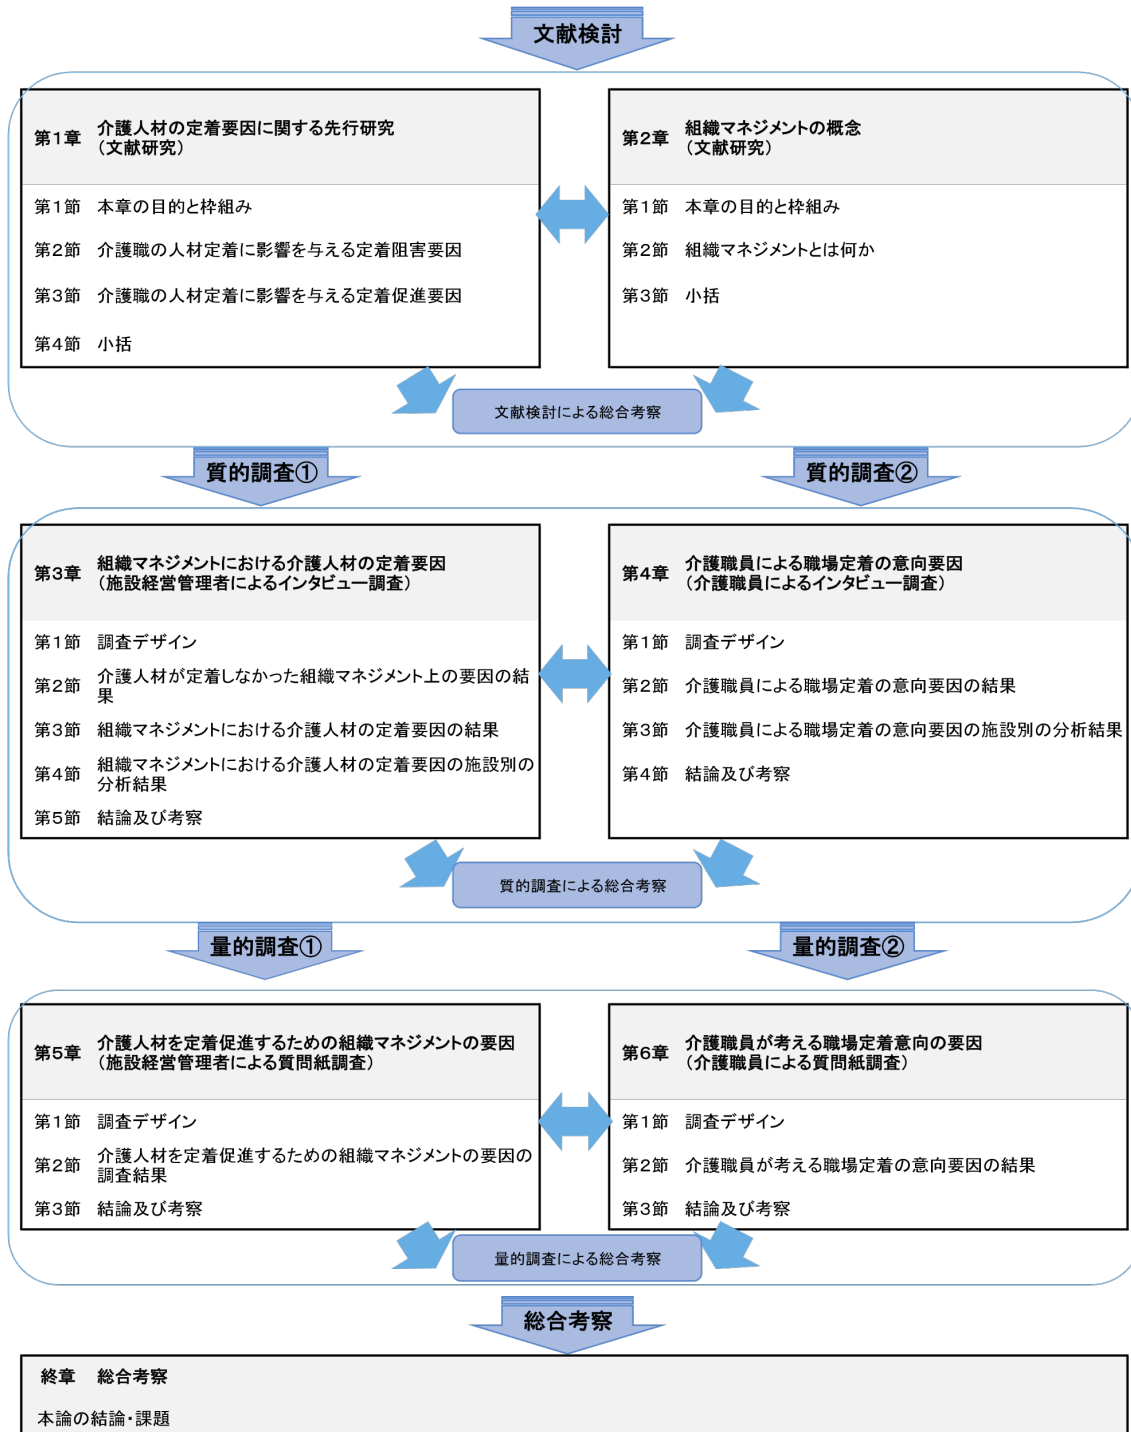 文献検討
第1章 介護人材の定着要因に関する先行研究
(文献研究)
第1節 本章の目的と枠組み
第2節 介護職の人材定着に影響を与える定着阻害要因
第3節 介護職の人材定着に影響を与える定着促進要因
第4節 小括
第2章 組織マネジメントの概念
(文献研究)
第1節 本章の目的と枠組み
第2節 組織マネジメントとは何か
第3節 小括
文献検討による総合考察
質的調査①
質的調査②
第3章 組織マネジメントにおける介護人材の定着要因
(施設経営管理者によるインタビュー調査)
第1節 調査デザイン
第2節 介護人材が定着しなかった組織マネジメント上の要因の結
果
第3節 組織マネジメントにおける介護人材の定着要因の結果
第4節 組織マネジメントにおける介護人材の定着要因の施設別の
分析結果
第5節 結論及び考察
第4章 介護職員による職場定着の意向要因
(介護職員によるインタビュー調査)
第1節 調査デザイン
第2節 介護職員による職場定着の意向要因の結果
第3節 介護職員による職場定着の意向要因の施設別の分析結果
第4節 結論及び考察
質的調査による総合考察
量的調査①
量的調査②
第5章 介護人材を定着促進するための組織マネジメントの要因
(施設経営管理者による質問紙調査)
第1節 調査デザイン
第2節 介護人材を定着促進するための組織マネジメントの要因の
調査結果
第3節 結論及び考察
第6章 介護職員が考える職場定着意向の要因
(介護職員による質問紙調査)
第1節 調査デザイン
第2節 介護職員が考える職場定着の意向要因の結果
第3節 結論及び考察
量的調査による総合考察
総合考察
終章 総合考察
本論の結論・課題